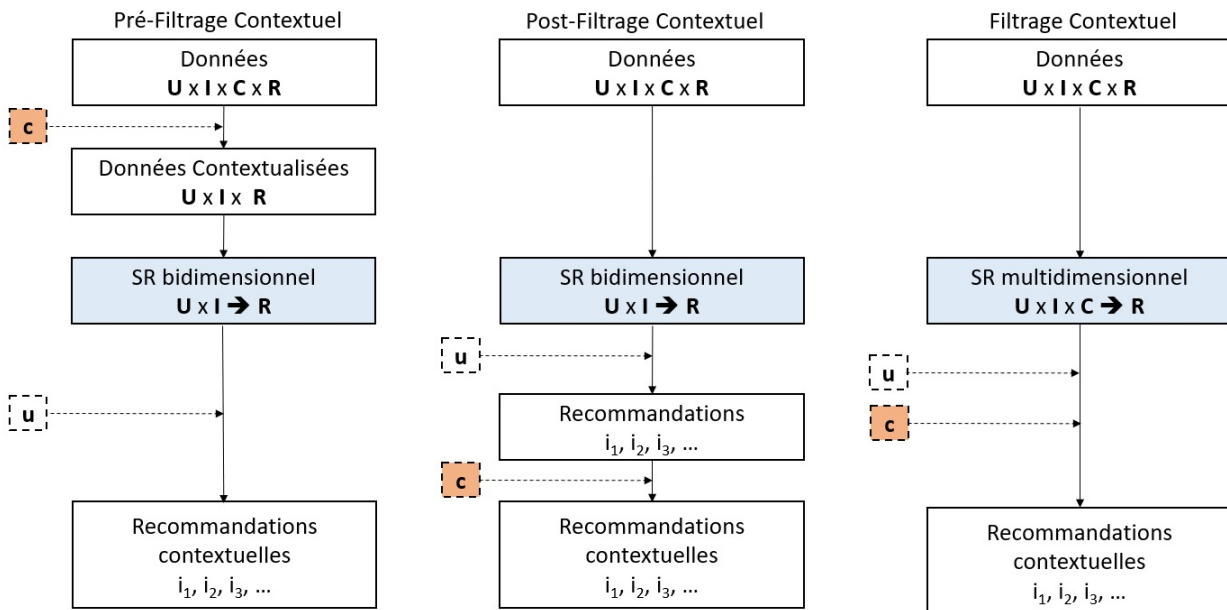 Pré-Filtrage Contextuel
Données
U x I x C x R
c
Données Contextualisées
U x I x R
SR bidimensionnel
U x I ➔ R
u
Recommandations
contextuelles
i₁, i₂, i₃, ...
Post-Filtrage Contextuel
Données
U x I x C x R
SR bidimensionnel
U x I ➔ R
u
Recommandations
i₁, i₂, i₃, ...
c
Recommandations
contextuelles
i₁, i₂, i₃, ...
Filtrage Contextuel
Données
U x I x C x R
SR multidimensionnel
U x I x C ➔ R
u
c
Recommandations
contextuelles
i₁, i₂, i₃, ...